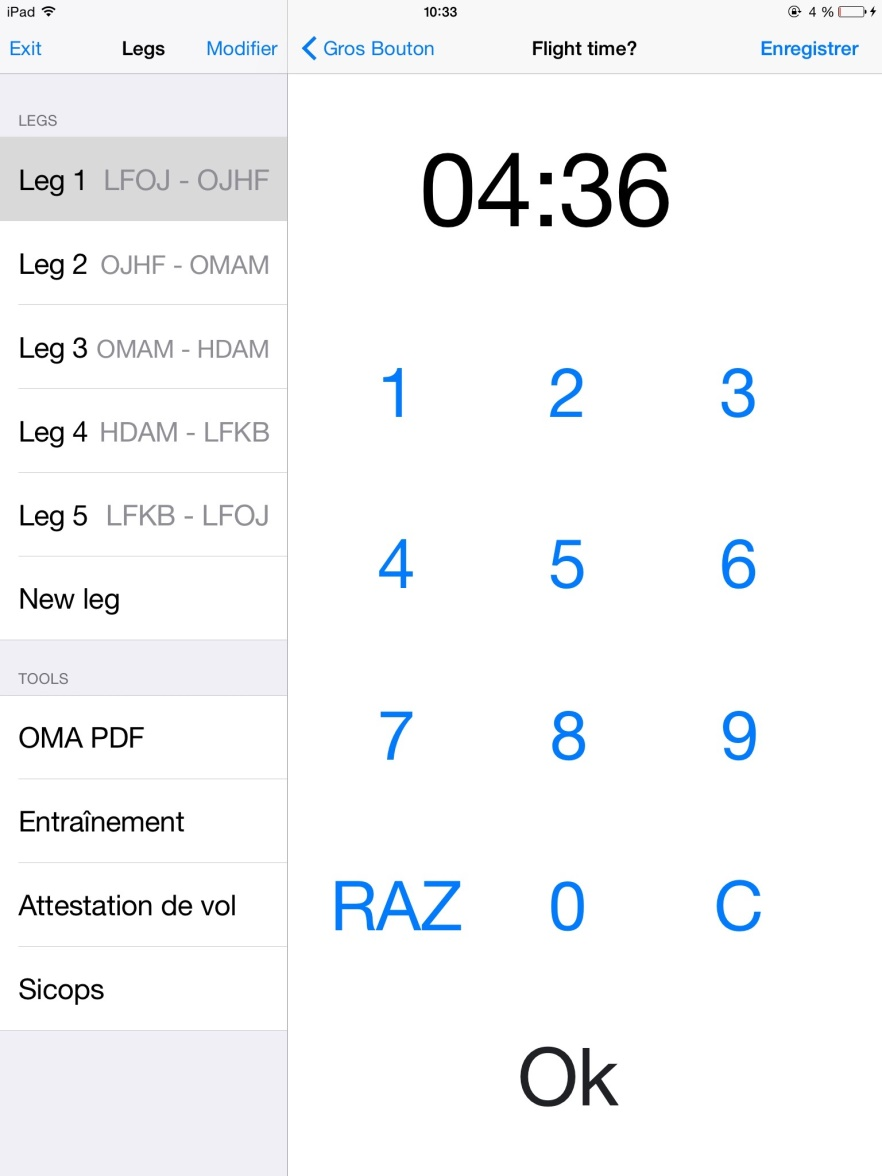 iPad 10:33 4 %
Exit Legs Modifier
Gros Bouton Flight time? Enregistrer
LEGS
Leg 1 LFOJ - OJHF
Leg 2 OJHF - OMAM
Leg 3 OMAM - HDAM
Leg 4 HDAM - LFKB
Leg 5 LFKB - LFOJ
New leg
TOOLS
OMA PDF
Entraînement
Attestation de vol
Sicops
04:36
1 2 3
4 5 6
7 8 9
RAZ 0 C
Ok